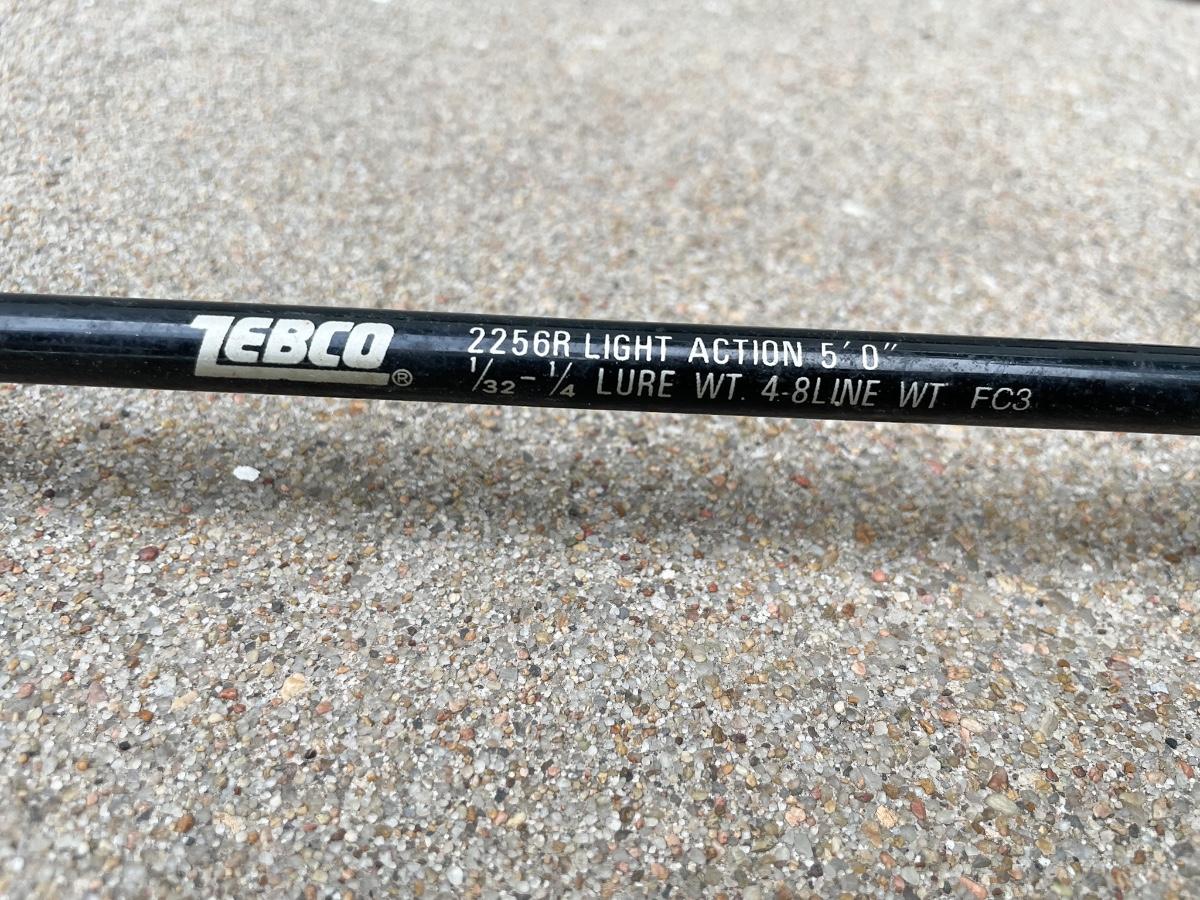 ZEBCO®
2256R LIGHT ACTION 5' 0"
1/32 - 1/4 LURE WT. 4-8LINE WT FC3